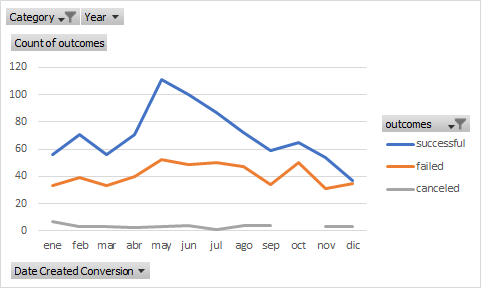 Category Year
Count of outcomes
120
100
80
60
40
20
0
ene feb mar abr may jun jul ago sep oct nov dic
outcomes
successful
failed
canceled
Date Created Conversion